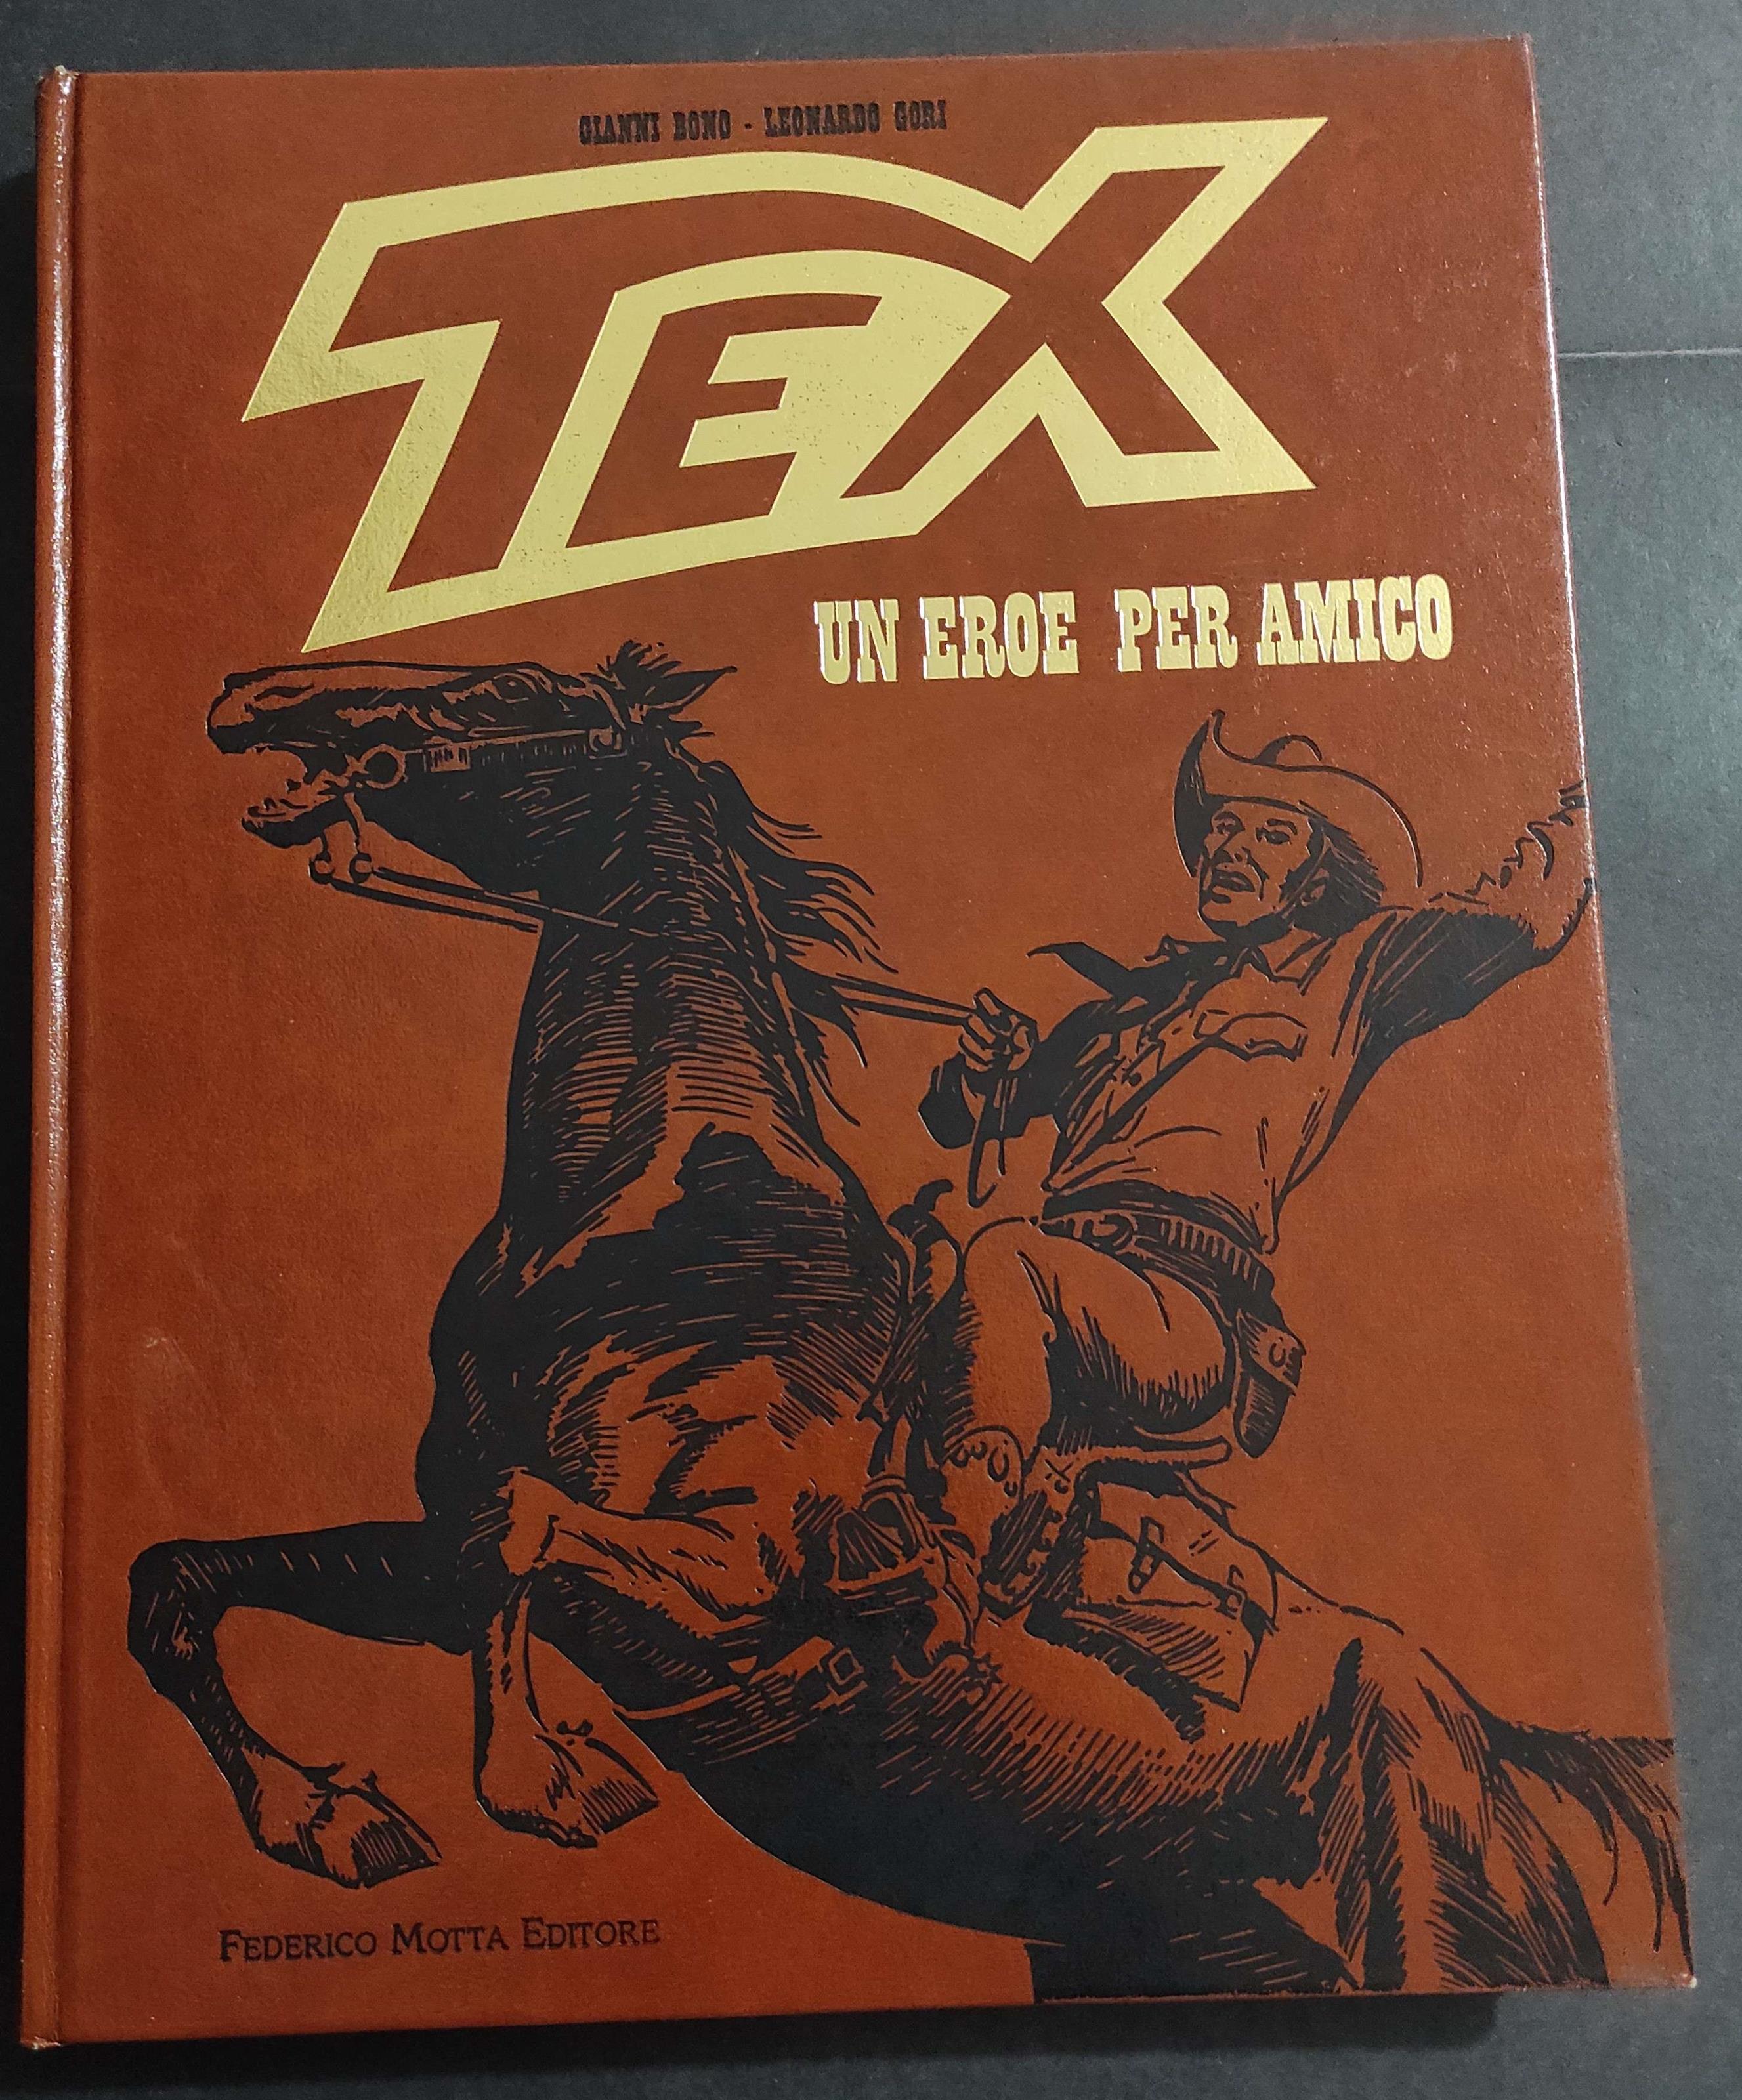 GIANNI BONO - LEONARDO GORI
TEX
UN EROE PER AMICO
FEDERICO MOTTA EDITORE